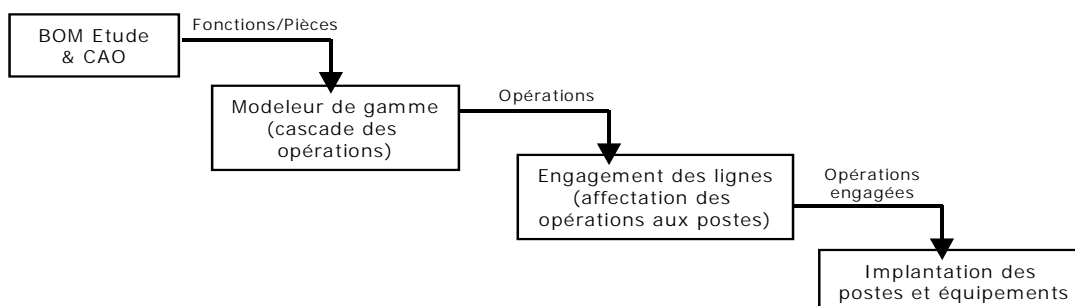 BOM Etude
& CAO
Fonctions/Pièces
Modeleur de gamme
(cascade des
opérations)
Opérations
Engagement des lignes
(affectation des
opérations aux postes)
Opérations
engagées
Implantation des
postes et équipements